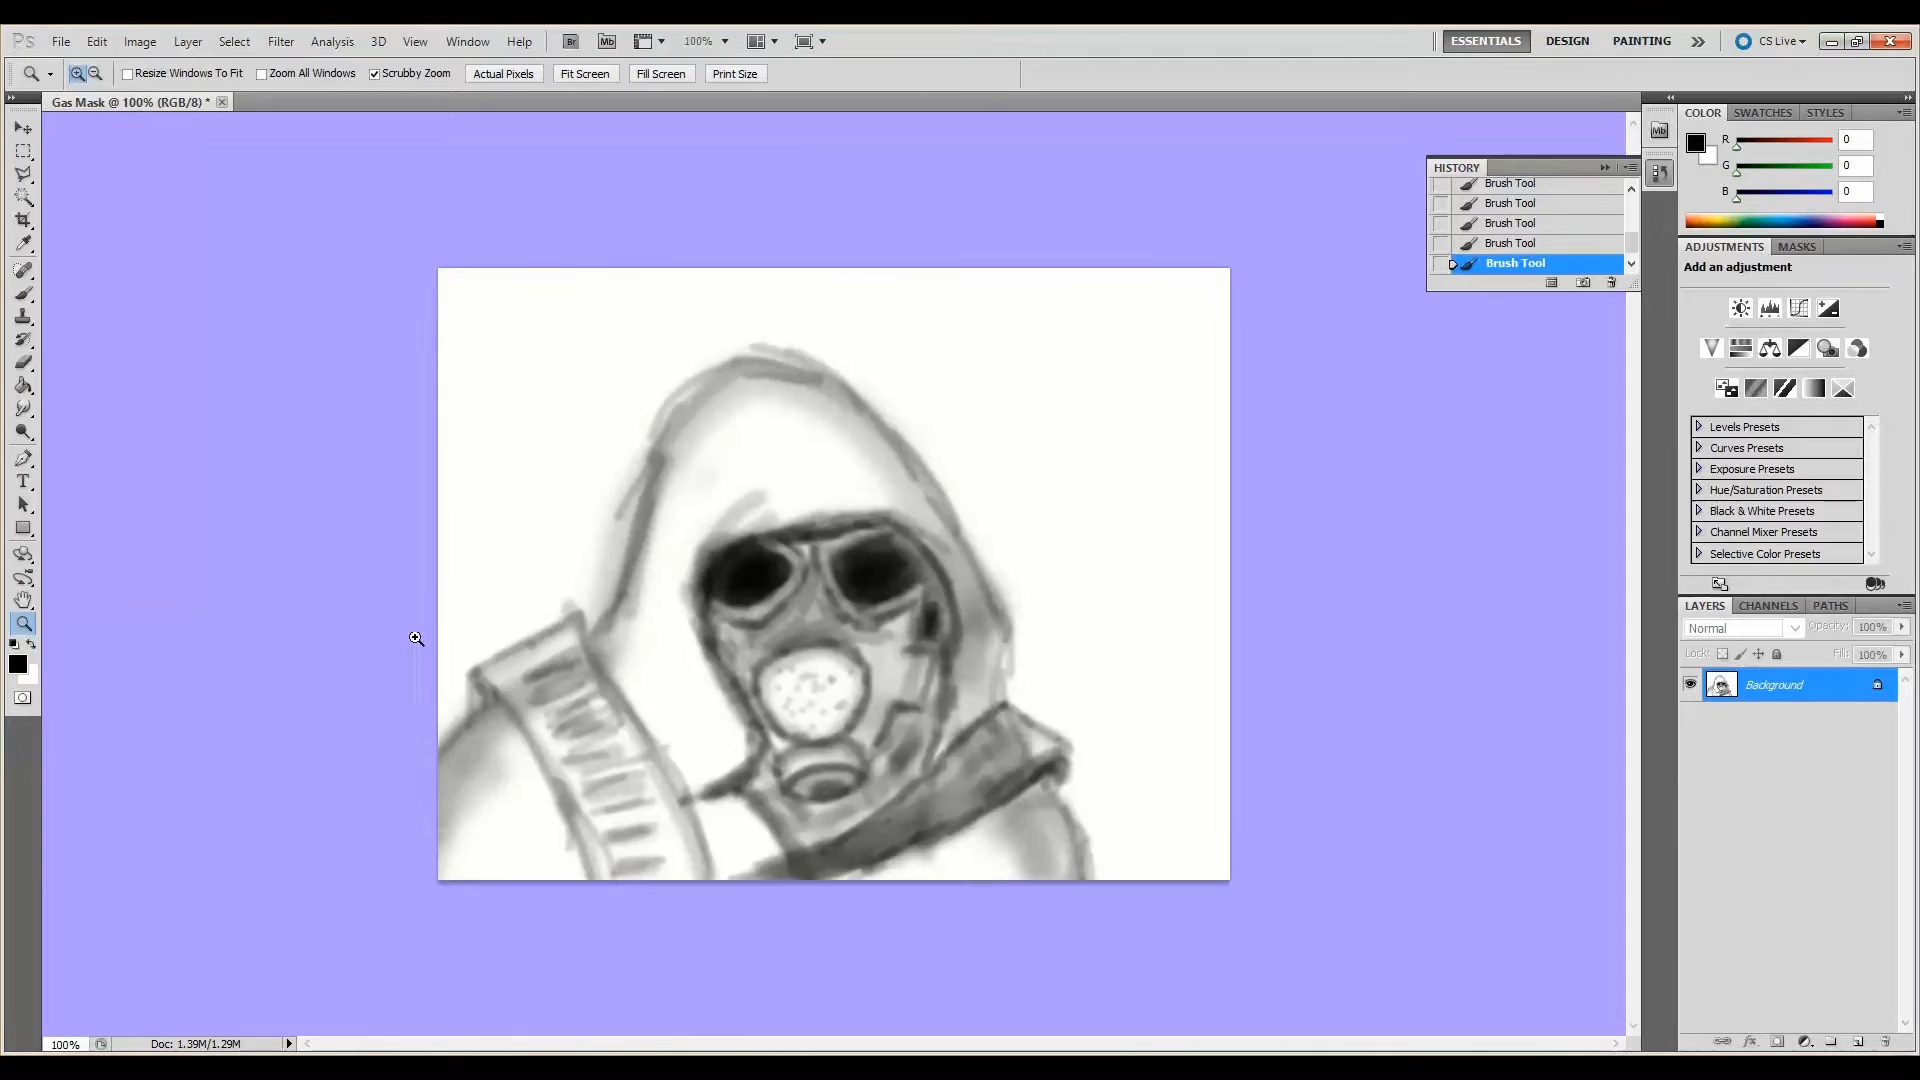 Ps File Edit Image Layer Select Filter Analysis 3D View Window Help Br Mb 100% ESSENTIALS DESIGN PAINTING CS Live
Resize Windows To Fit Zoom All Windows Scrubby Zoom Actual Pixels Fit Screen Fill Screen Print Size
Gas Mask @ 100% (RGB/8) *
HISTORY
Brush Tool
Brush Tool
Brush Tool
Brush Tool
Brush Tool
Mb
COLOR SWATCHES STYLES
R 0
G 0
B 0
ADJUSTMENTS MASKS
Add an adjustment
Levels Presets
Curves Presets
Exposure Presets
Hue/Saturation Presets
Black & White Presets
Channel Mixer Presets
Selective Color Presets
LAYERS CHANNELS PATHS
Normal Opacity: 100%
Lock: Fill: 100%
Background
T
100% Doc: 1.39M/1.29M
fx